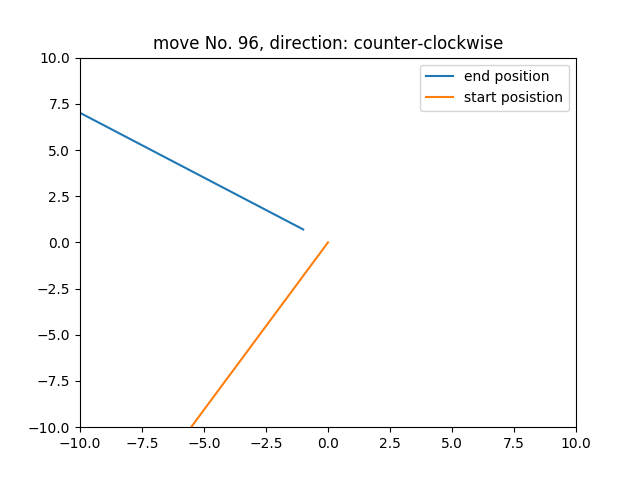 move No. 96, direction: counter-clockwise
end position
start posistion
10.0
7.5
5.0
2.5
0.0
−2.5
−5.0
−7.5
−10.0
−10.0 −7.5 −5.0 −2.5 0.0 2.5 5.0 7.5 10.0